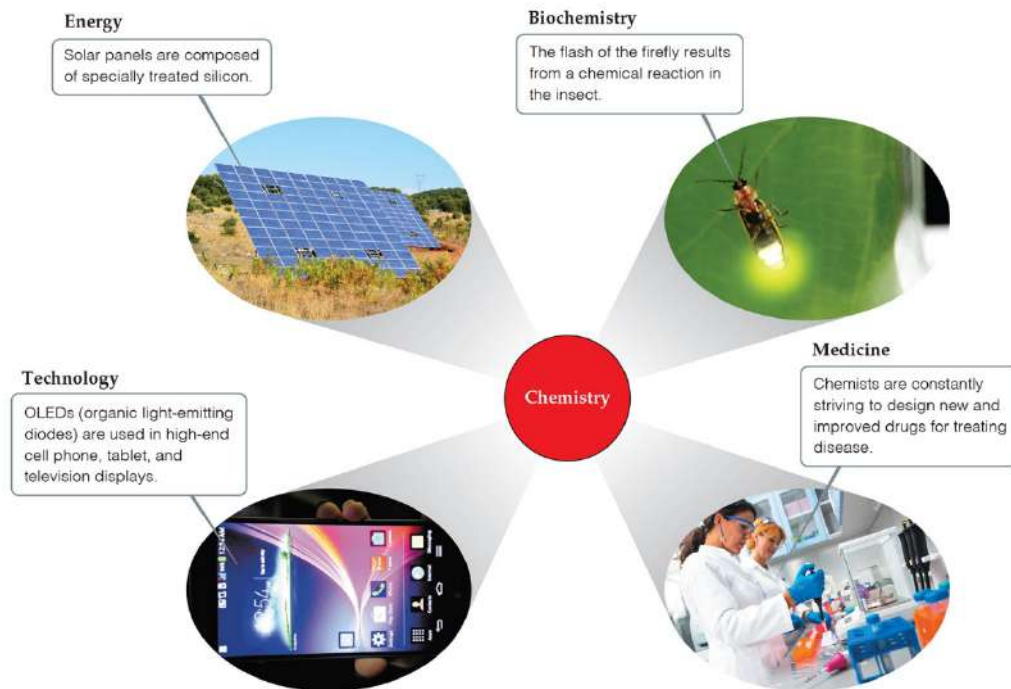 Energy
Solar panels are composed
of specially treated silicon.
Biochemistry
The flash of the firefly results
from a chemical reaction in
the insect.
Technology
OLEDs (organic light-emitting
diodes) are used in high-end
cell phone, tablet, and
television displays.
Chemistry
Medicine
Chemists are constantly
striving to design new and
improved drugs for treating
disease.